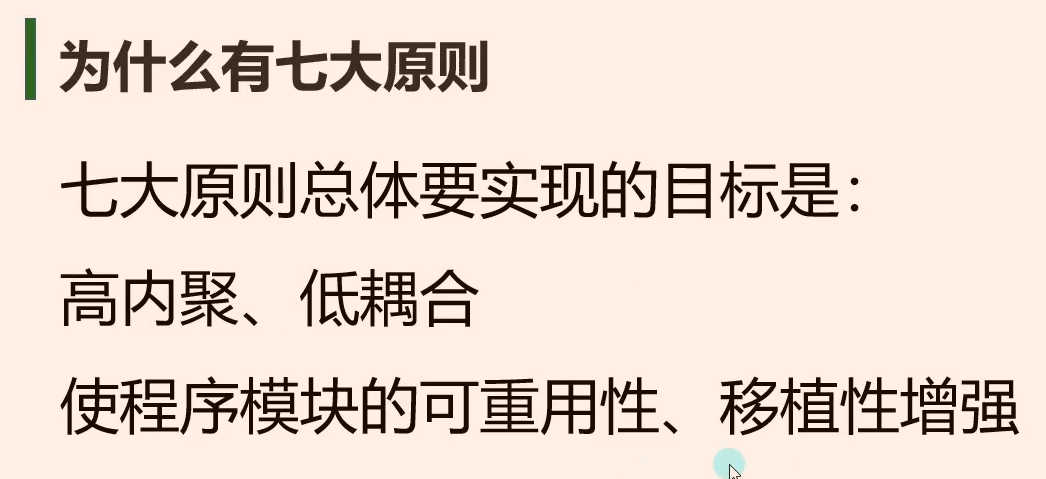 为什么有七大原则
七大原则总体要实现的目标是：
高内聚、低耦合
使程序模块的可重用性、移植性增强